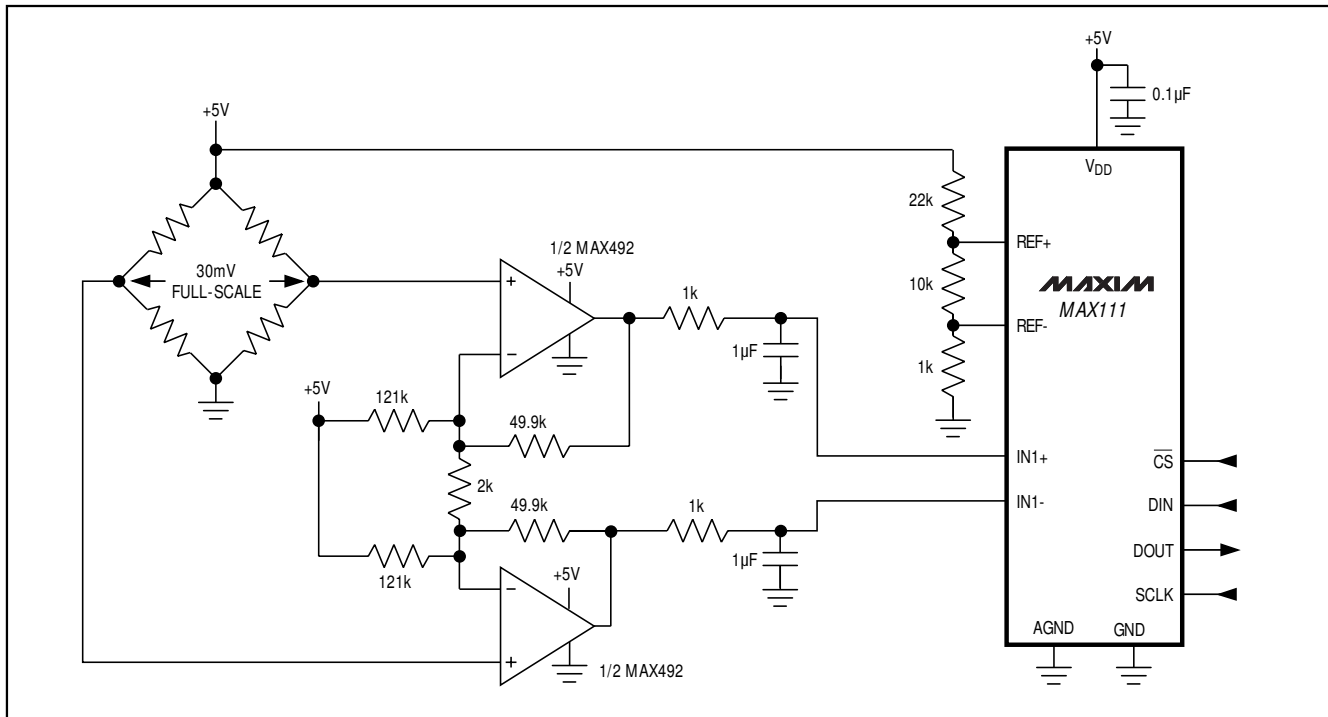 +5V
0.1µF
+5V
VDD
22k
1/2 MAX492
REF+
+5V
30mV
FULL-SCALE
10k
MAXIM
MAX111
1k
REF-
1µF
1k
+5V
121k
49.9k
IN1+
CS
2k
49.9k
1k
IN1-
DIN
DOUT
121k
+5V
1µF
SCLK
AGND
GND
1/2 MAX492
+
−
−
+